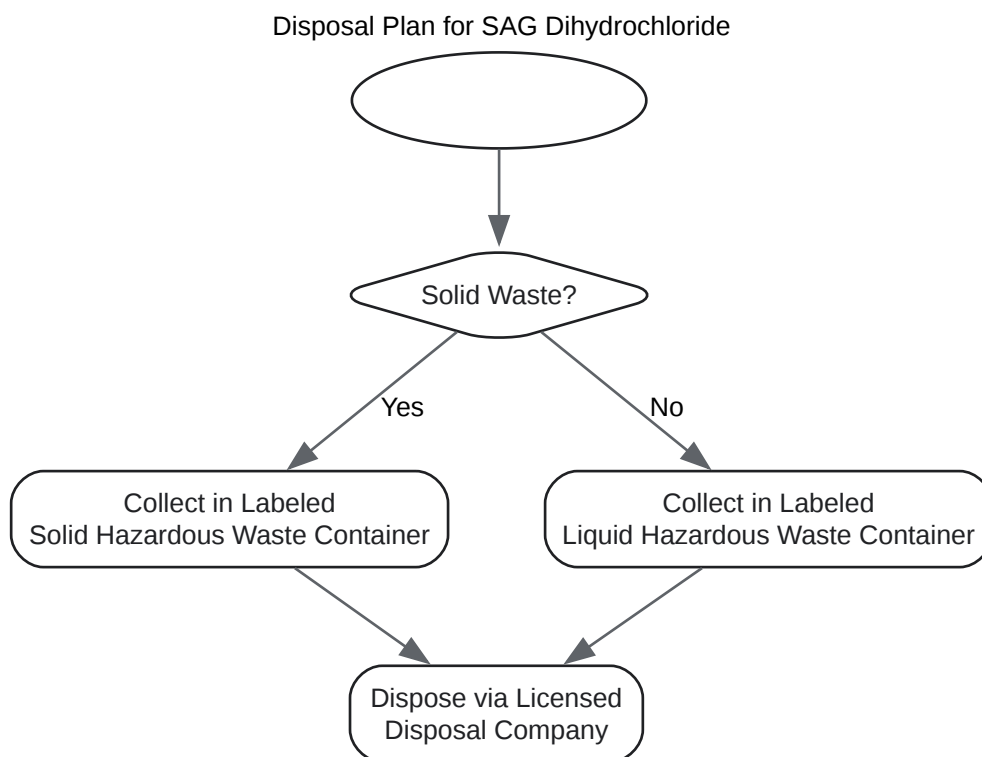 Disposal Plan for SAG Dihydrochloride
Solid Waste?
Yes
No
Collect in Labeled
Solid Hazardous Waste Container
Collect in Labeled
Liquid Hazardous Waste Container
Dispose via Licensed
Disposal Company